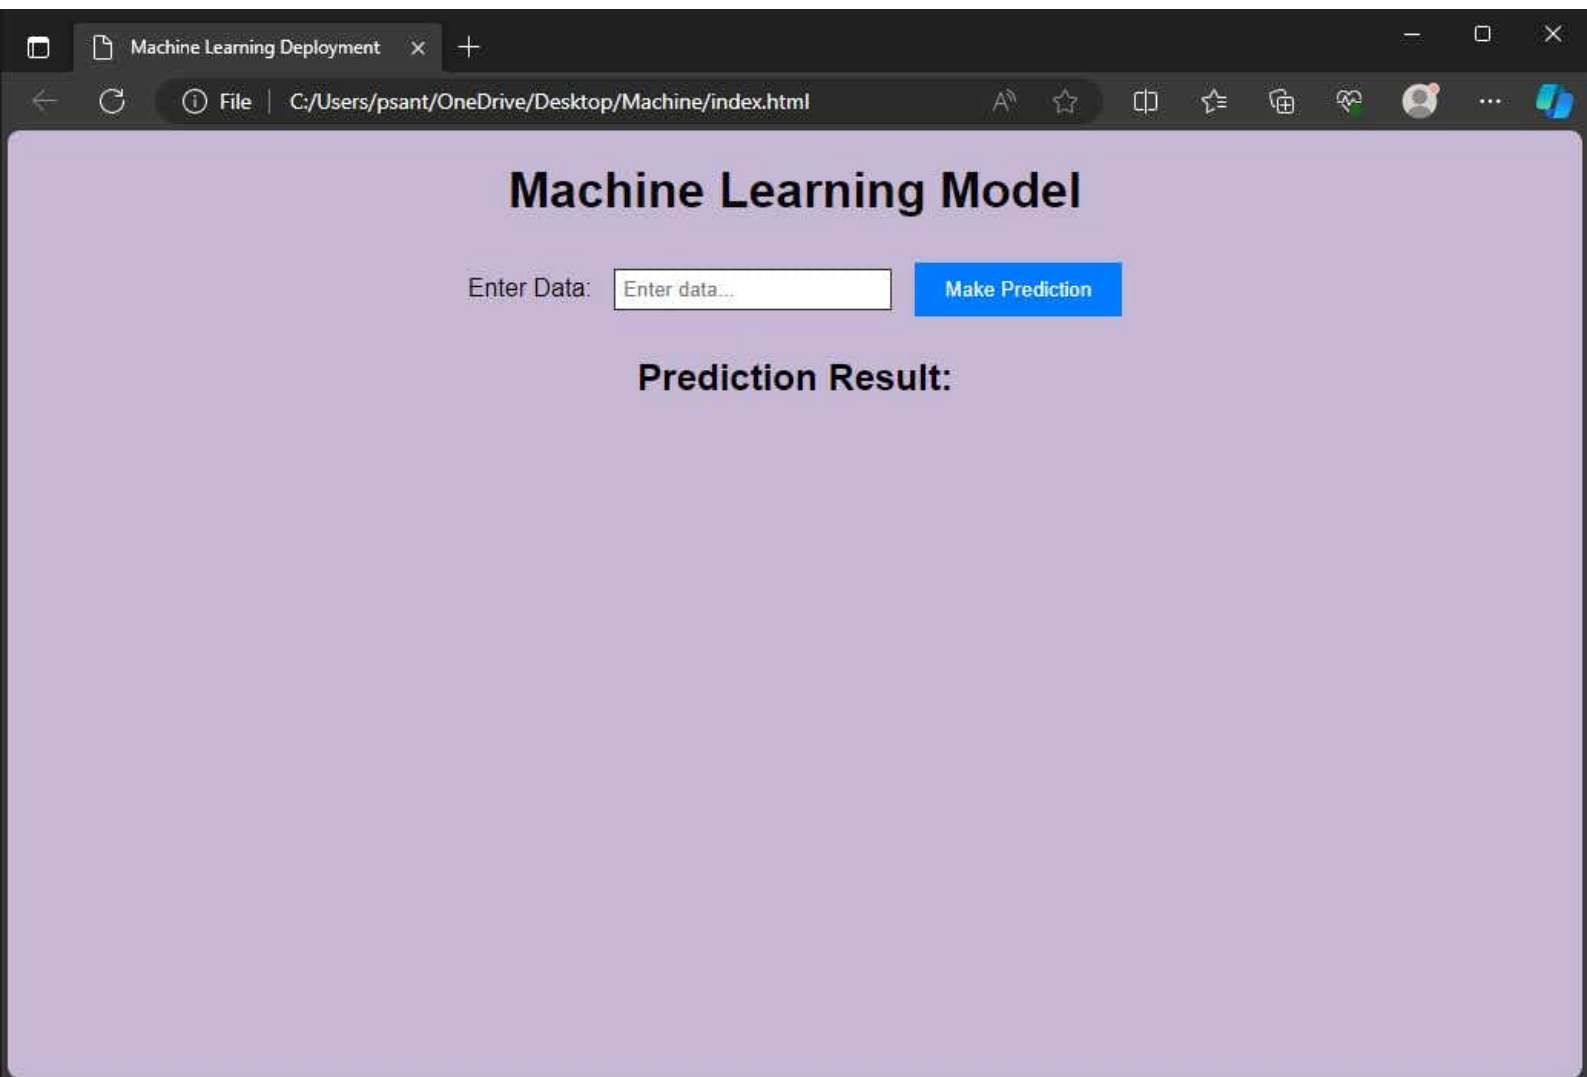 Machine Learning Deployment
File C:/Users/psant/OneDrive/Desktop/Machine/index.html
Machine Learning Model
Enter Data: Enter data... Make Prediction
Prediction Result: